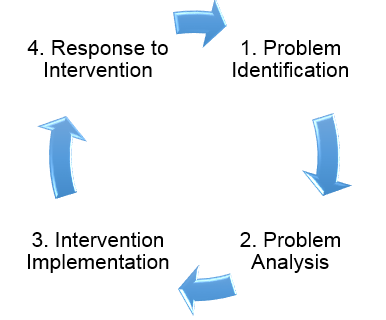 1. Problem
Identification
2. Problem
Analysis
3. Intervention
Implementation
4. Response to
Intervention